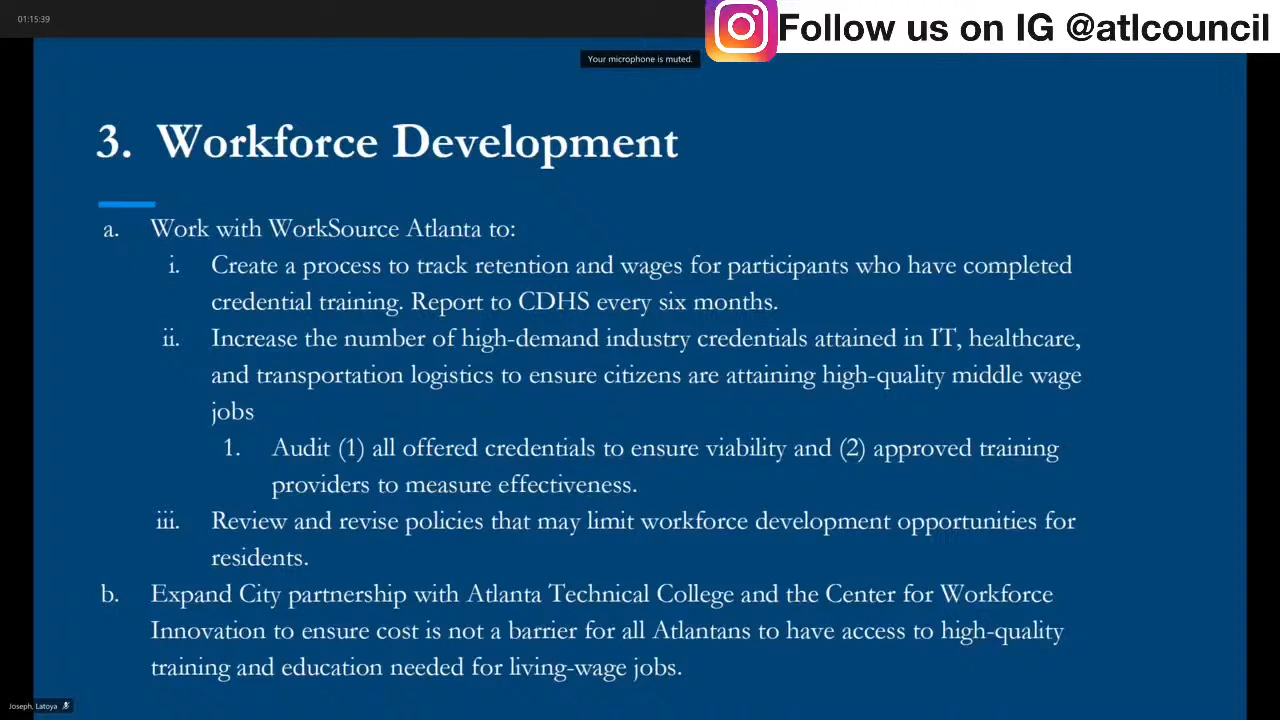 01:15:39
Follow us on IG @atlcouncil
Your microphone is muted.
3. Workforce Development
a. Work with WorkSource Atlanta to:
i. Create a process to track retention and wages for participants who have completed
credential training. Report to CDHS every six months.
ii. Increase the number of high-demand industry credentials attained in IT, healthcare,
and transportation logistics to ensure citizens are attaining high-quality middle wage
jobs
1. Audit (1) all offered credentials to ensure viability and (2) approved training
providers to measure effectiveness.
iii. Review and revise policies that may limit workforce development opportunities for
residents.
b. Expand City partnership with Atlanta Technical College and the Center for Workforce
Innovation to ensure cost is not a barrier for all Atlantans to have access to high-quality
training and education needed for living-wage jobs.
Joseph, Latoya